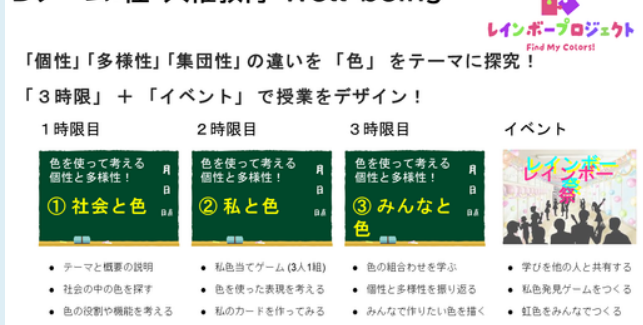 レインボープロジェクト
Find My Colors!
「個性」「多様性」「集団性」の違いを 「色」 をテーマに探究！
「３時限」 ＋ 「イベント」 で授業をデザイン！
1時限目
2時限目
3時限目
イベント
色を使って考える
個性と多様性！
① 社会と色
月
日
日直
色を使って考える
個性と多様性！
② 私と色
月
日
日直
色を使って考える
個性と多様性！
③ みんなと
色
月
日
日直
レインボー
祭
● テーマと概要の説明
● 社会の中の色を探す
● 色の役割や機能を考える
● 私色当てゲーム (3人1組)
● 色を使った表現を考える
● 私のカードを作ってみる
● 色の組合わせを学ぶ
● 個性と多様性を振り返る
● みんなで作りたい色を描く
● 学びを他の人と共有する
● 私色発見ゲームをつくる
● 虹色をみんなでつくる